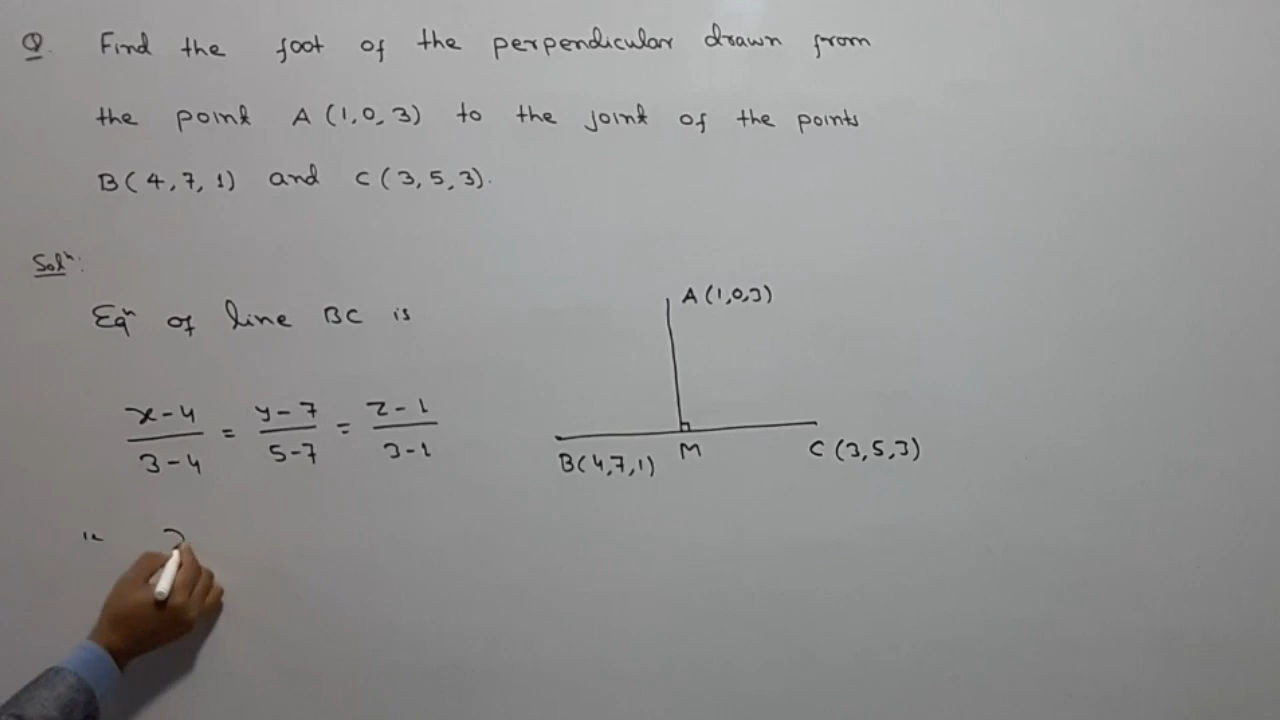 Q. Find the foot of the perpendicular drawn from
the point A (1,0,3) to the joint of the points
B(4,7,1) and C(3,5,3).
Solⁿ:
Eqⁿ of line BC is
x-4/3-4 = y-7/5-7 = z-1/3-1
A(1,0,3)
B(4,7,1)
M
C(3,5,3)